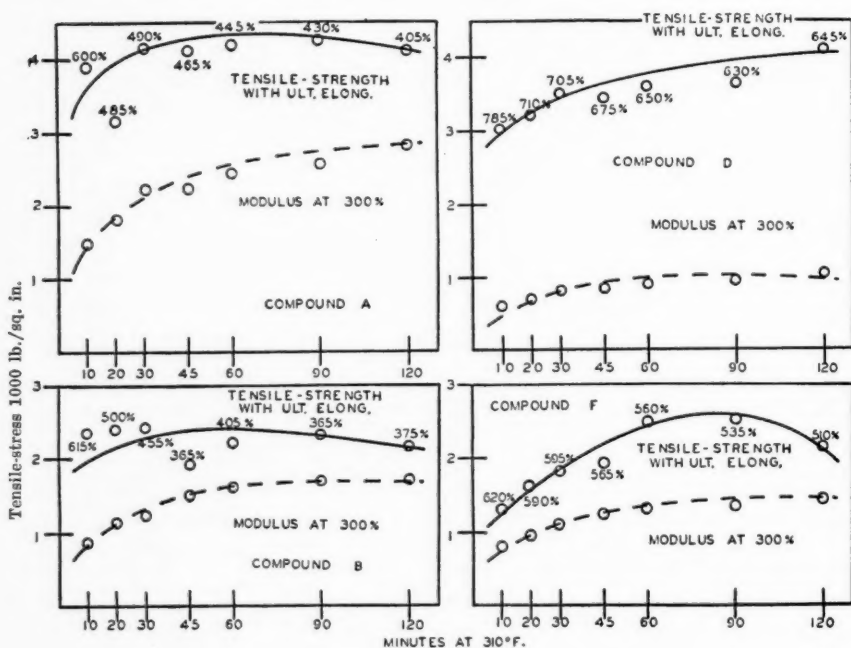 Tensile-stress 1000 lb./sq. in.
4
3
2
1
600%
485%
490%
465%
445%
430%
405%
TENSILE-STRENGTH
WITH ULT. ELONG.
MODULUS AT 300%
COMPOUND A
10 20 30 45 60 90 120
TENSILE-STRENGTH
WITH ULT. ELONG.
4
3
2
1
785%
710%
705%
675%
650%
630%
645%
COMPOUND D
MODULUS AT 300%
10 20 30 45 60 90 120
3
2
1
TENSILE-STRENGTH
WITH ULT. ELONG.
615%
500%
455%
365%
405%
365%
375%
MODULUS AT 300%
COMPOUND B
10 20 30 45 60 90 120
3
2
1
COMPOUND F
620%
590%
595%
565%
560%
535%
510%
TENSILE-STRENGTH
WITH ULT. ELONG.
MODULUS AT 300%
10 20 30 45 60 90 120
MINUTES AT 310°F.